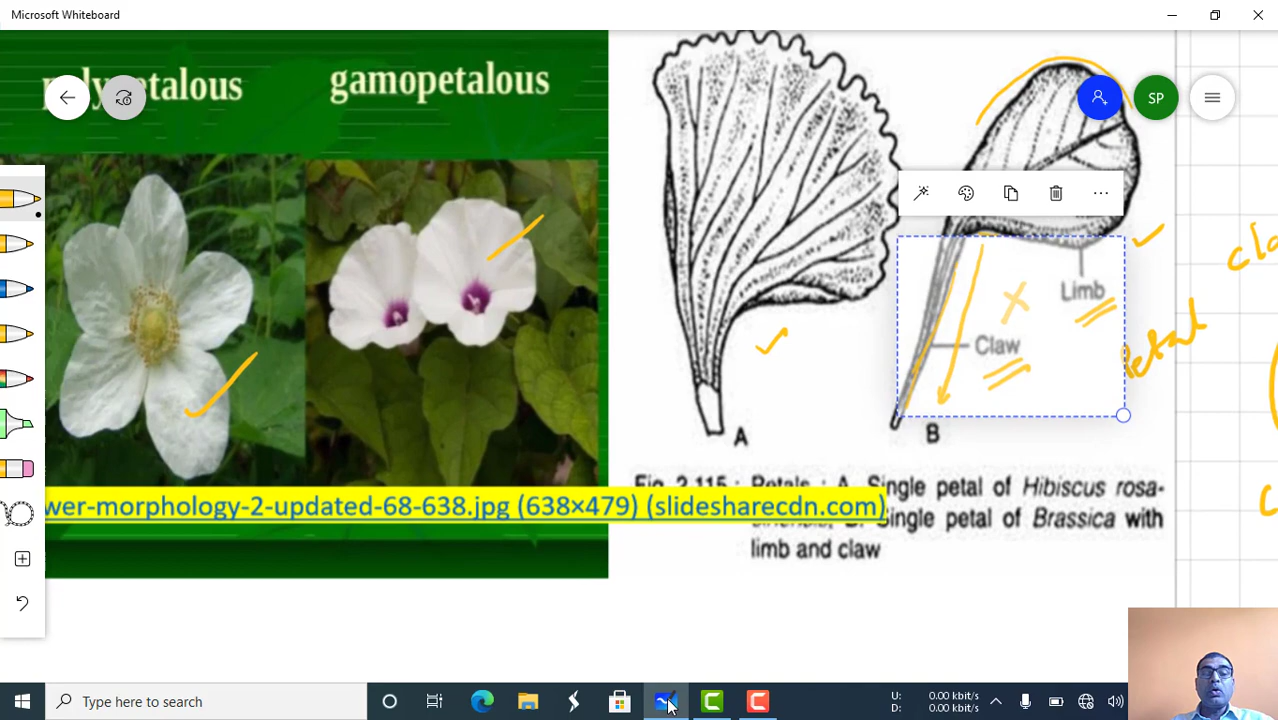 Microsoft Whiteboard
gamopetalous
SP
Limb
Claw
Petal
A
B
wer-morphology-2-updated-68-638.jpg (638×479) (slidesharecdn.com)
Fig. 2.115 : Petals : A. Single petal of Hibiscus rosa-
Single petal of Brassica with
limb and claw
Type here to search
U: 0.00 kbit/s
D: 0.00 kbit/s